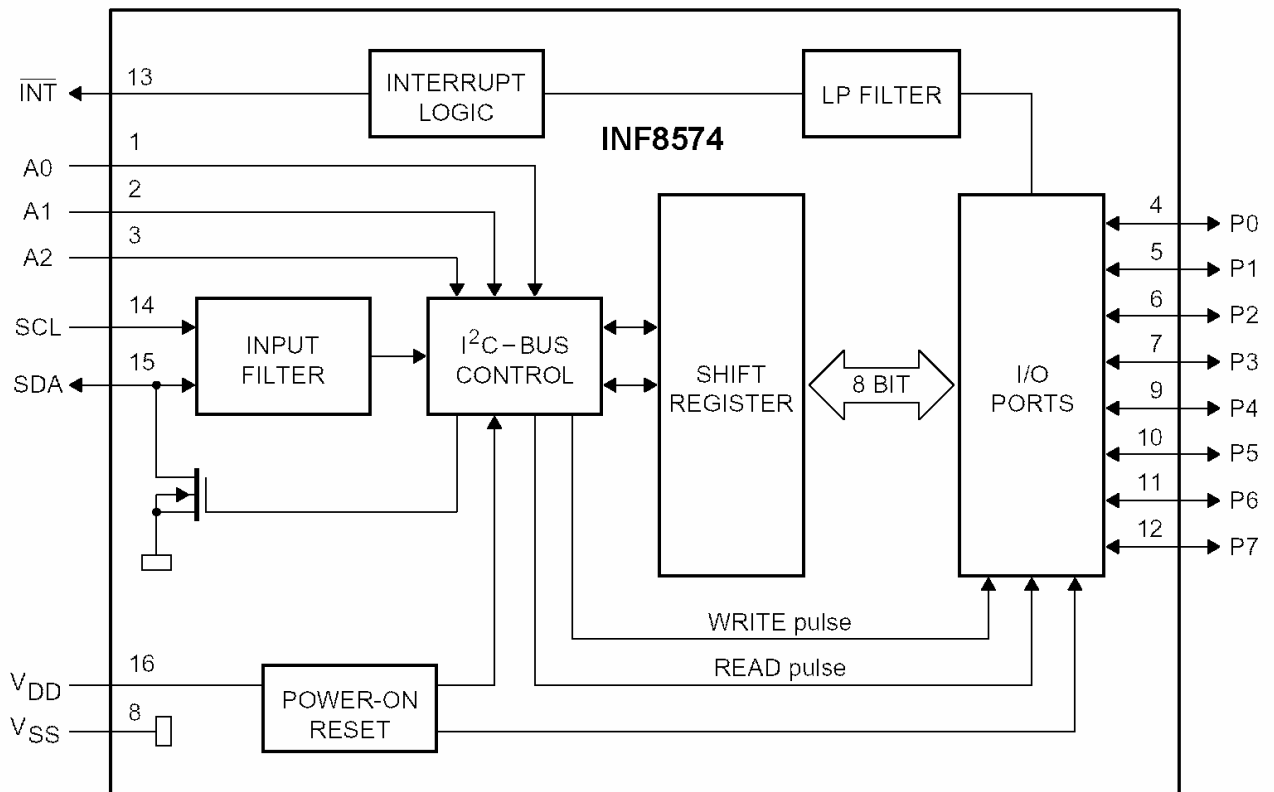 13
INT
INTERRUPT
LOGIC
LP FILTER
INF8574
1
A0
2
A1
3
A2
14
SCL
15
SDA
INPUT
FILTER
I²C−BUS
CONTROL
SHIFT
REGISTER
8 BIT
I/O
PORTS
4
P0
5
P1
6
P2
7
P3
9
P4
10
P5
11
P6
12
P7
WRITE pulse
READ pulse
16
VDD
8
VSS
POWER-ON
RESET